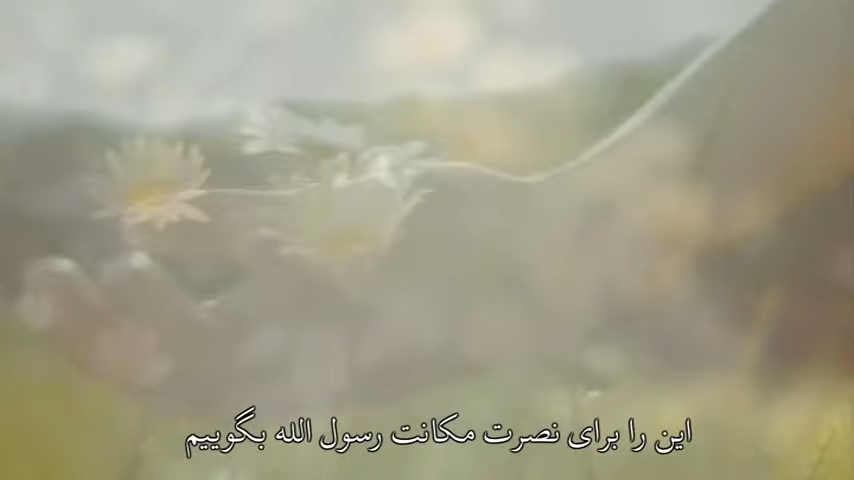 این را برای نصرت مکانت رسول الله بگوییم